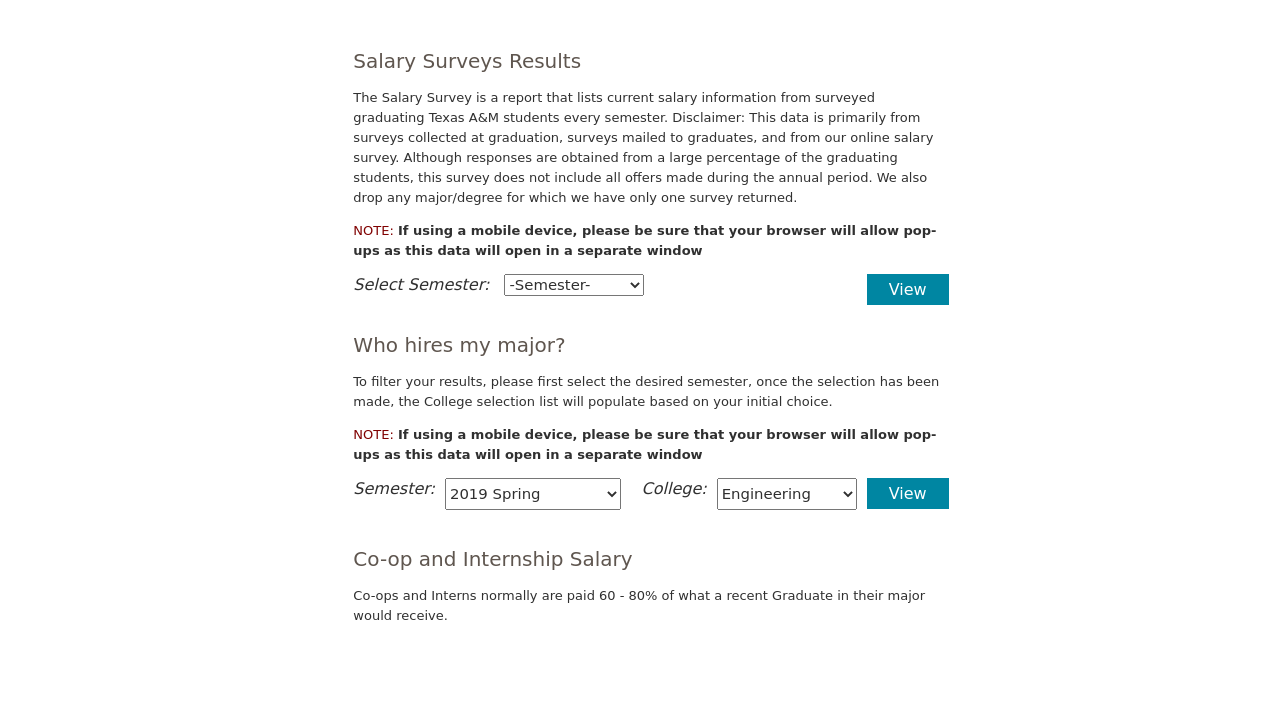 Salary Surveys Results
The Salary Survey is a report that lists current salary information from surveyed
graduating Texas A&M students every semester. Disclaimer: This data is primarily from
surveys collected at graduation, surveys mailed to graduates, and from our online salary
survey. Although responses are obtained from a large percentage of the graduating
students, this survey does not include all offers made during the annual period. We also
drop any major/degree for which we have only one survey returned.
NOTE: If using a mobile device, please be sure that your browser will allow pop-
ups as this data will open in a separate window
Select Semester: -Semester- View
Who hires my major?
To filter your results, please first select the desired semester, once the selection has been
made, the College selection list will populate based on your initial choice.
NOTE: If using a mobile device, please be sure that your browser will allow pop-
ups as this data will open in a separate window
Semester: 2019 Spring College: Engineering View
Co-op and Internship Salary
Co-ops and Interns normally are paid 60 - 80% of what a recent Graduate in their major
would receive.